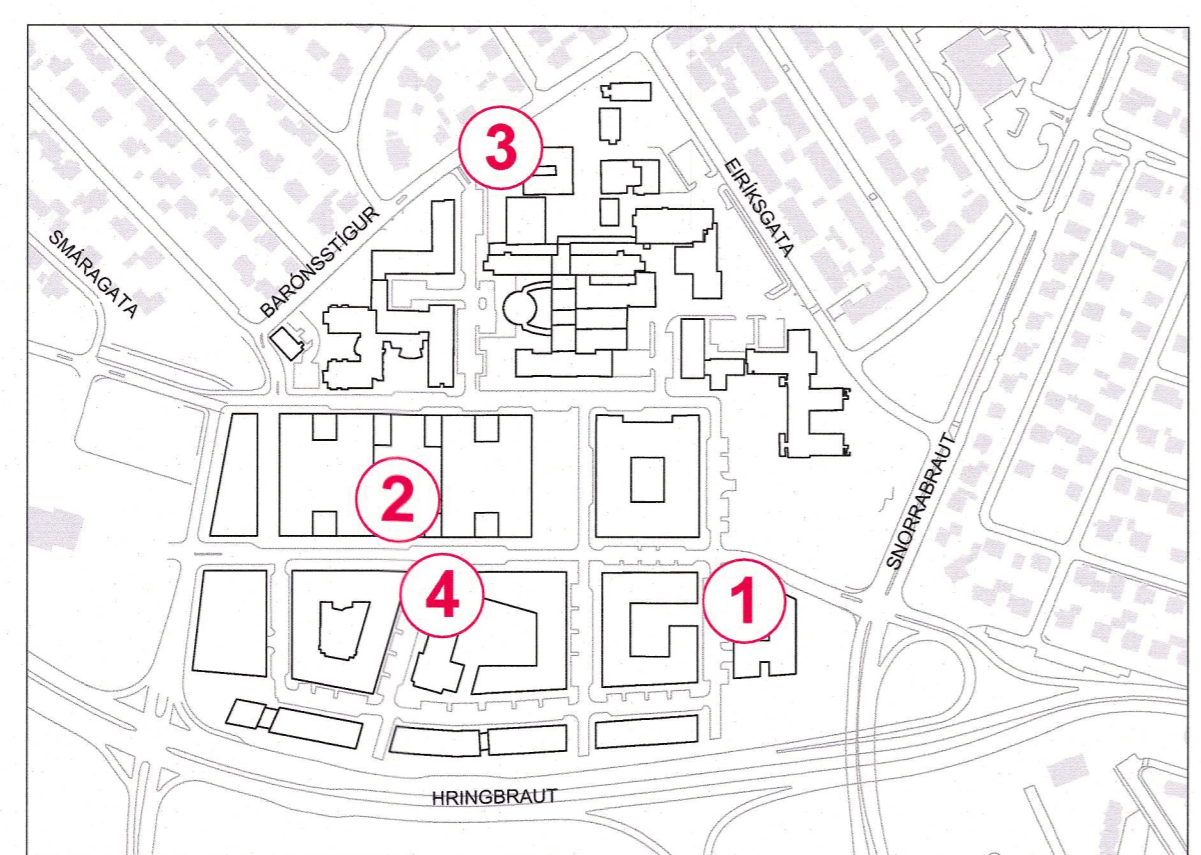 3
EIRÍKSGATA
BARÓNSSTÍGUR
SMÁRAGATA
SNORRABRAUT
2
4
1
HRINGBRAUT